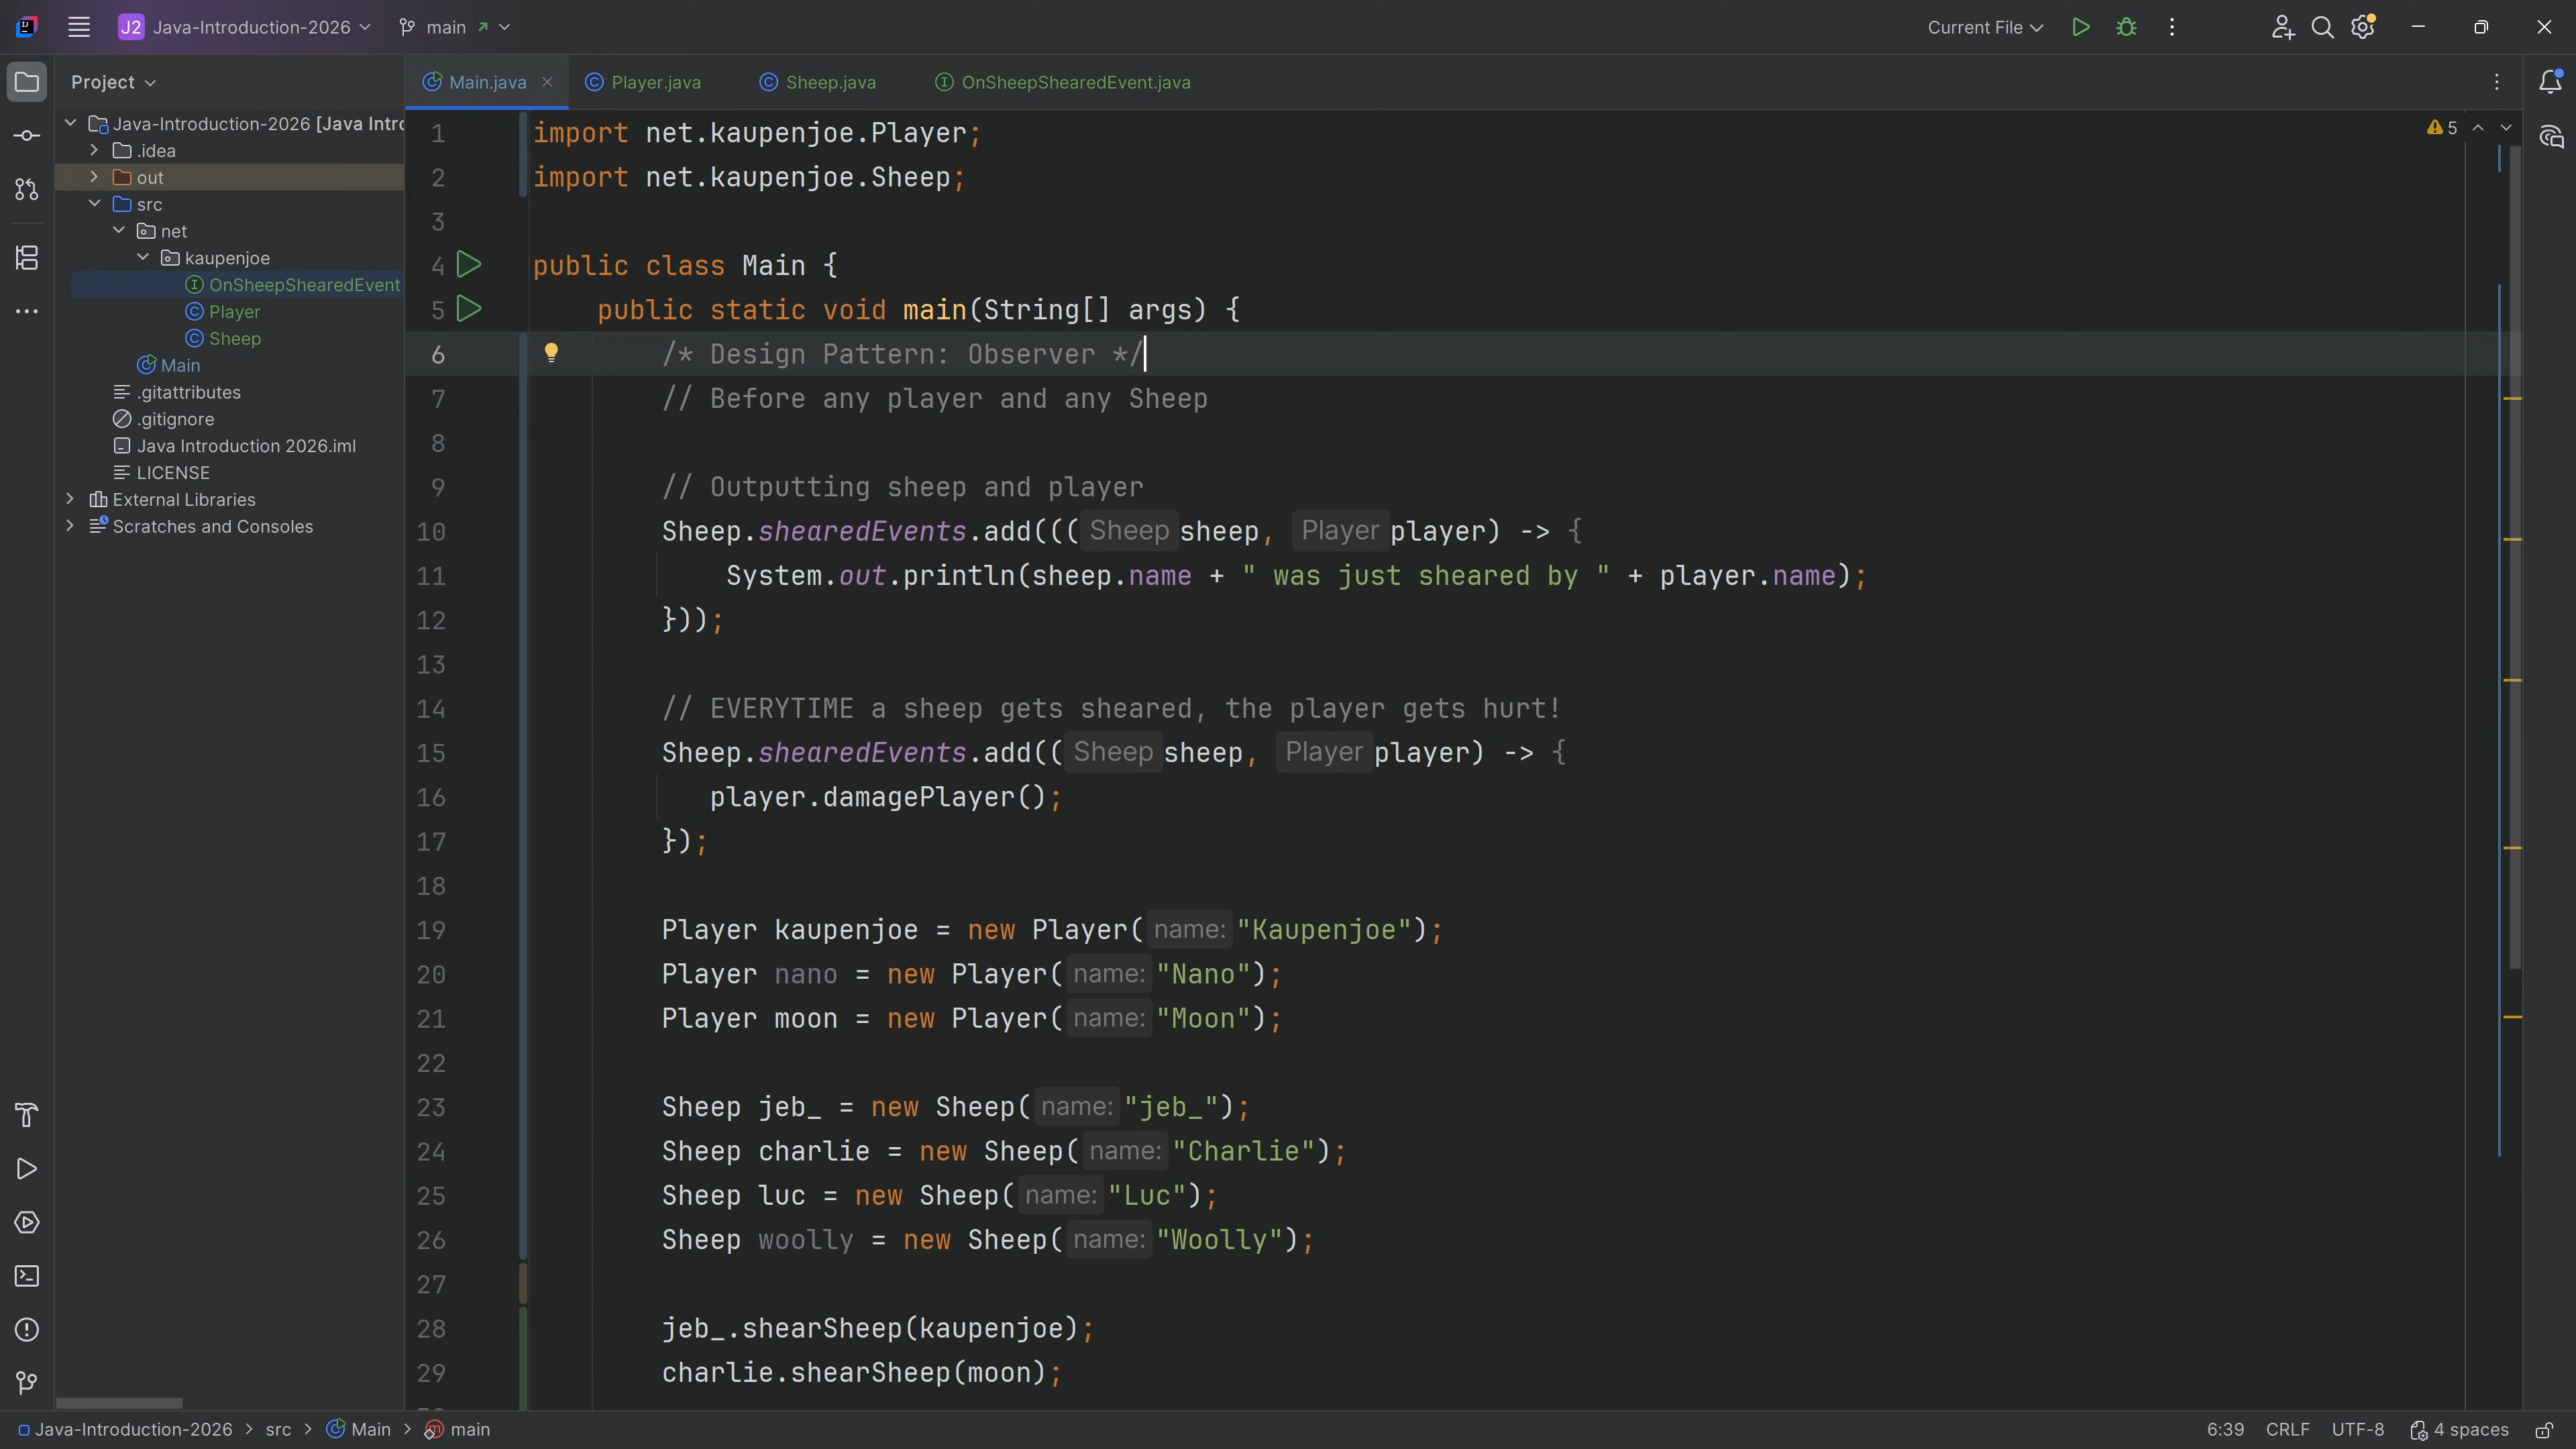 J2 Java-Introduction-2026 main Current File
Project
Main.java Player.java Sheep.java OnSheepShearedEvent.java
Java-Introduction-2026 [Java Intr
.idea
out
src
net
kaupenjoe
OnSheepShearedEvent
Player
Sheep
Main
.gitattributes
.gitignore
Java Introduction 2026.iml
LICENSE
External Libraries
Scratches and Consoles
5
1 import net.kaupenjoe.Player;
2 import net.kaupenjoe.Sheep;
3
4 public class Main {
5 public static void main(String[] args) {
6 /* Design Pattern: Observer */
7 // Before any player and any Sheep
8
9 // Outputting sheep and player
10 Sheep.shearedEvents.add((( Sheep sheep, Player player) -> {
11 System.out.println(sheep.name + " was just sheared by " + player.name);
12 }));
13
14 // EVERYTIME a sheep gets sheared, the player gets hurt!
15 Sheep.shearedEvents.add(( Sheep sheep, Player player) -> {
16 player.damagePlayer();
17 });
18
19 Player kaupenjoe = new Player( name: "Kaupenjoe");
20 Player nano = new Player( name: "Nano");
21 Player moon = new Player( name: "Moon");
22
23 Sheep jeb_ = new Sheep( name: "jeb_");
24 Sheep charlie = new Sheep( name: "Charlie");
25 Sheep luc = new Sheep( name: "Luc");
26 Sheep woolly = new Sheep( name: "Woolly");
27
28 jeb_.shearSheep(kaupenjoe);
29 charlie.shearSheep(moon);
Java-Introduction-2026 > src > Main > main 6:39 CRLF UTF-8 4 spaces